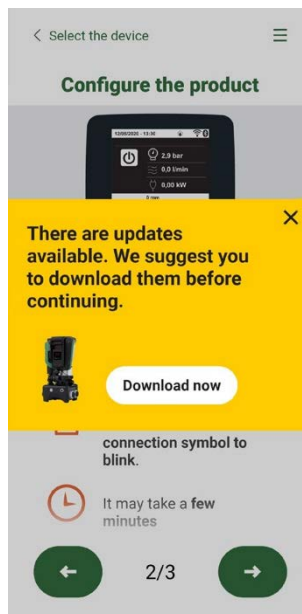 Select the device
Configure the product
12/09/2020 - 13:30
2,9 bar
0,0 l/min
0,00 kW
There are updates
available. We suggest you
to download them before
continuing.
Download now
connection symbol to
blink.
It may take a few
minutes
2/3